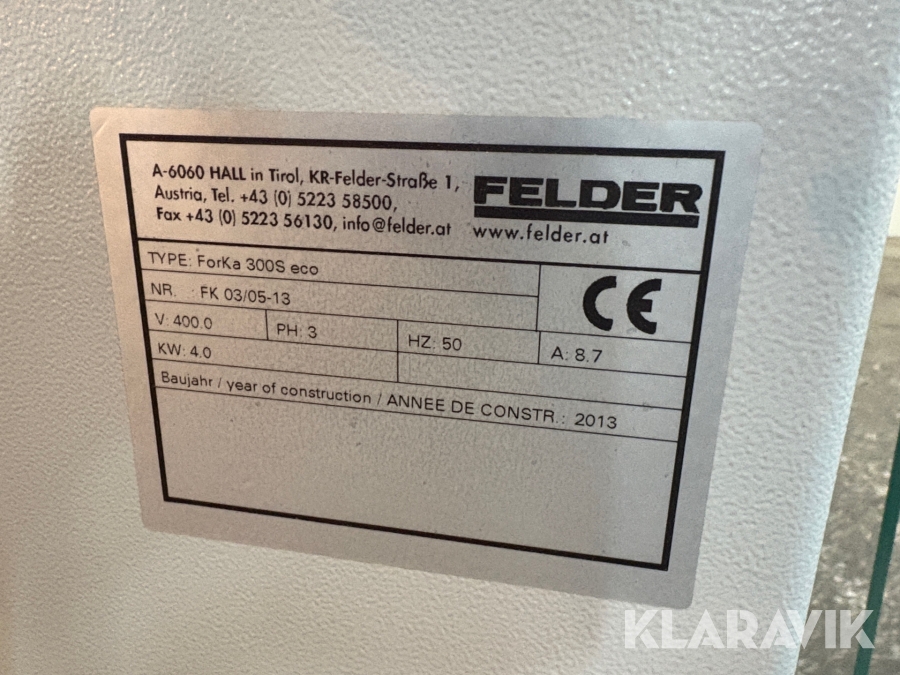 A-6060 HALL in Tirol, KR-Felder-Straße 1,
Austria, Tel. +43 (0) 5223 58500,
Fax +43 (0) 5223 56130, info@felder.at
FELDER
www.felder.at
TYPE: ForKa 300S eco
NR. : FK 03/05-13
CE
V: 400.0 PH: 3 HZ: 50 A: 8.7
KW: 4.0
Baujahr / year of construction / ANNEE DE CONSTR.: 2013
KLARAVIK